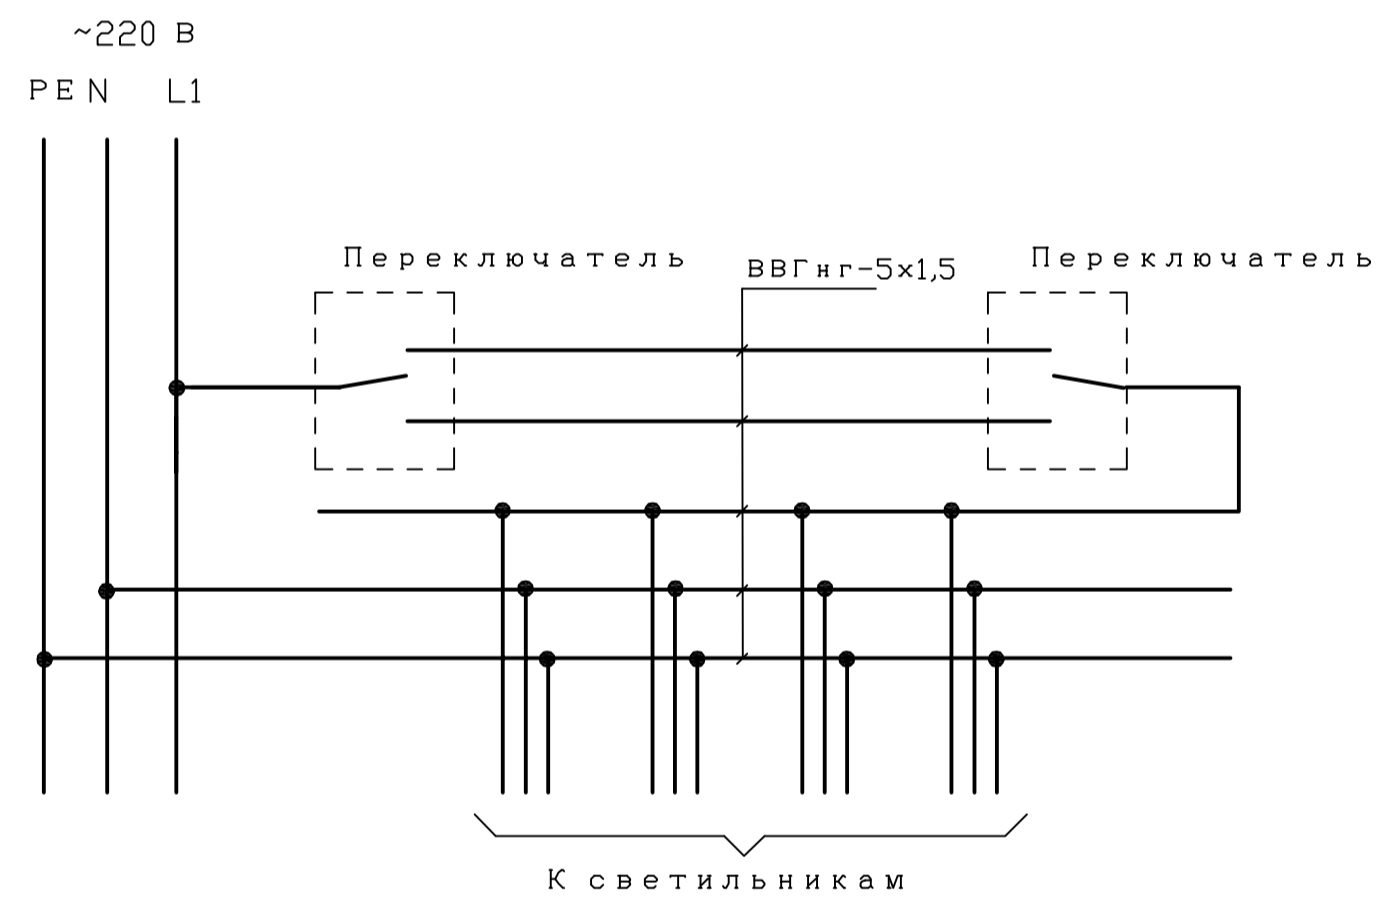 ~220 В
PE N L1
Переключатель
ВВГнг-5х1,5
Переключатель
К светильникам